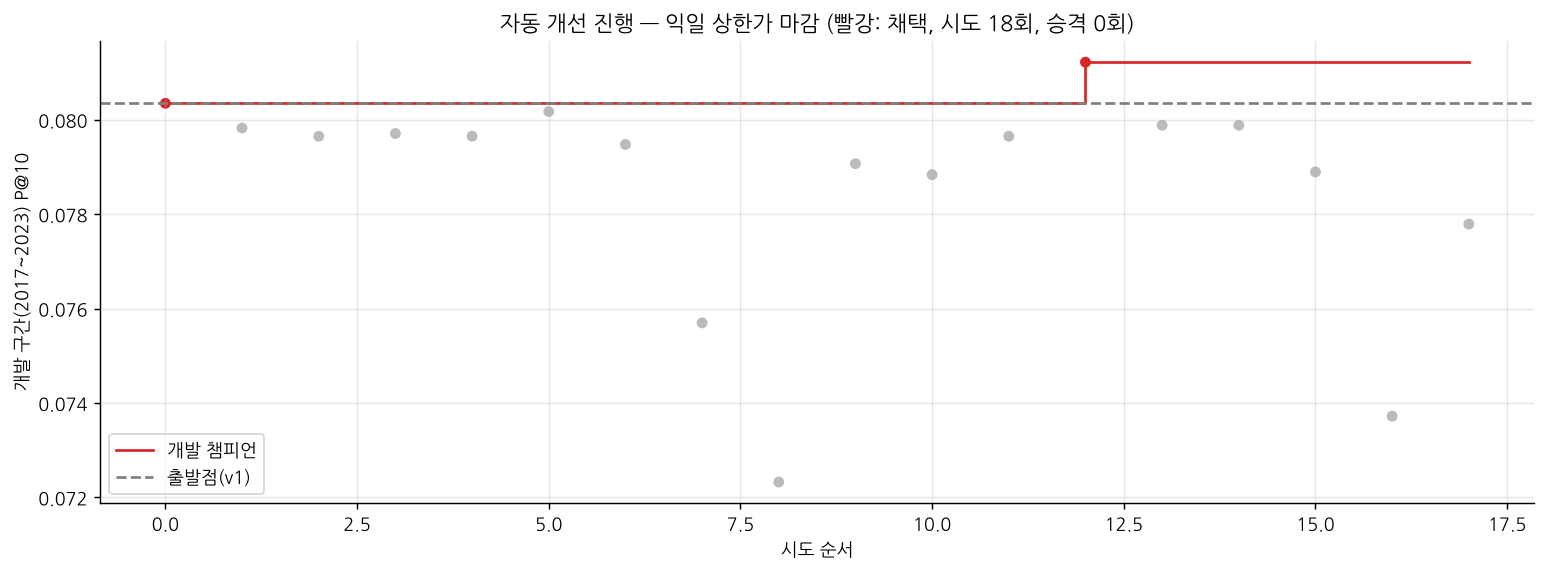 자동 개선 진행 — 익일 상한가 마감 (빨강: 채택, 시도 18회, 승격 0회)
개발 구간(2017~2023) P@10
0.080
0.078
0.076
0.074
0.072
개발 챔피언
출발점(v1)
0.0 2.5 5.0 7.5 10.0 12.5 15.0 17.5
시도 순서